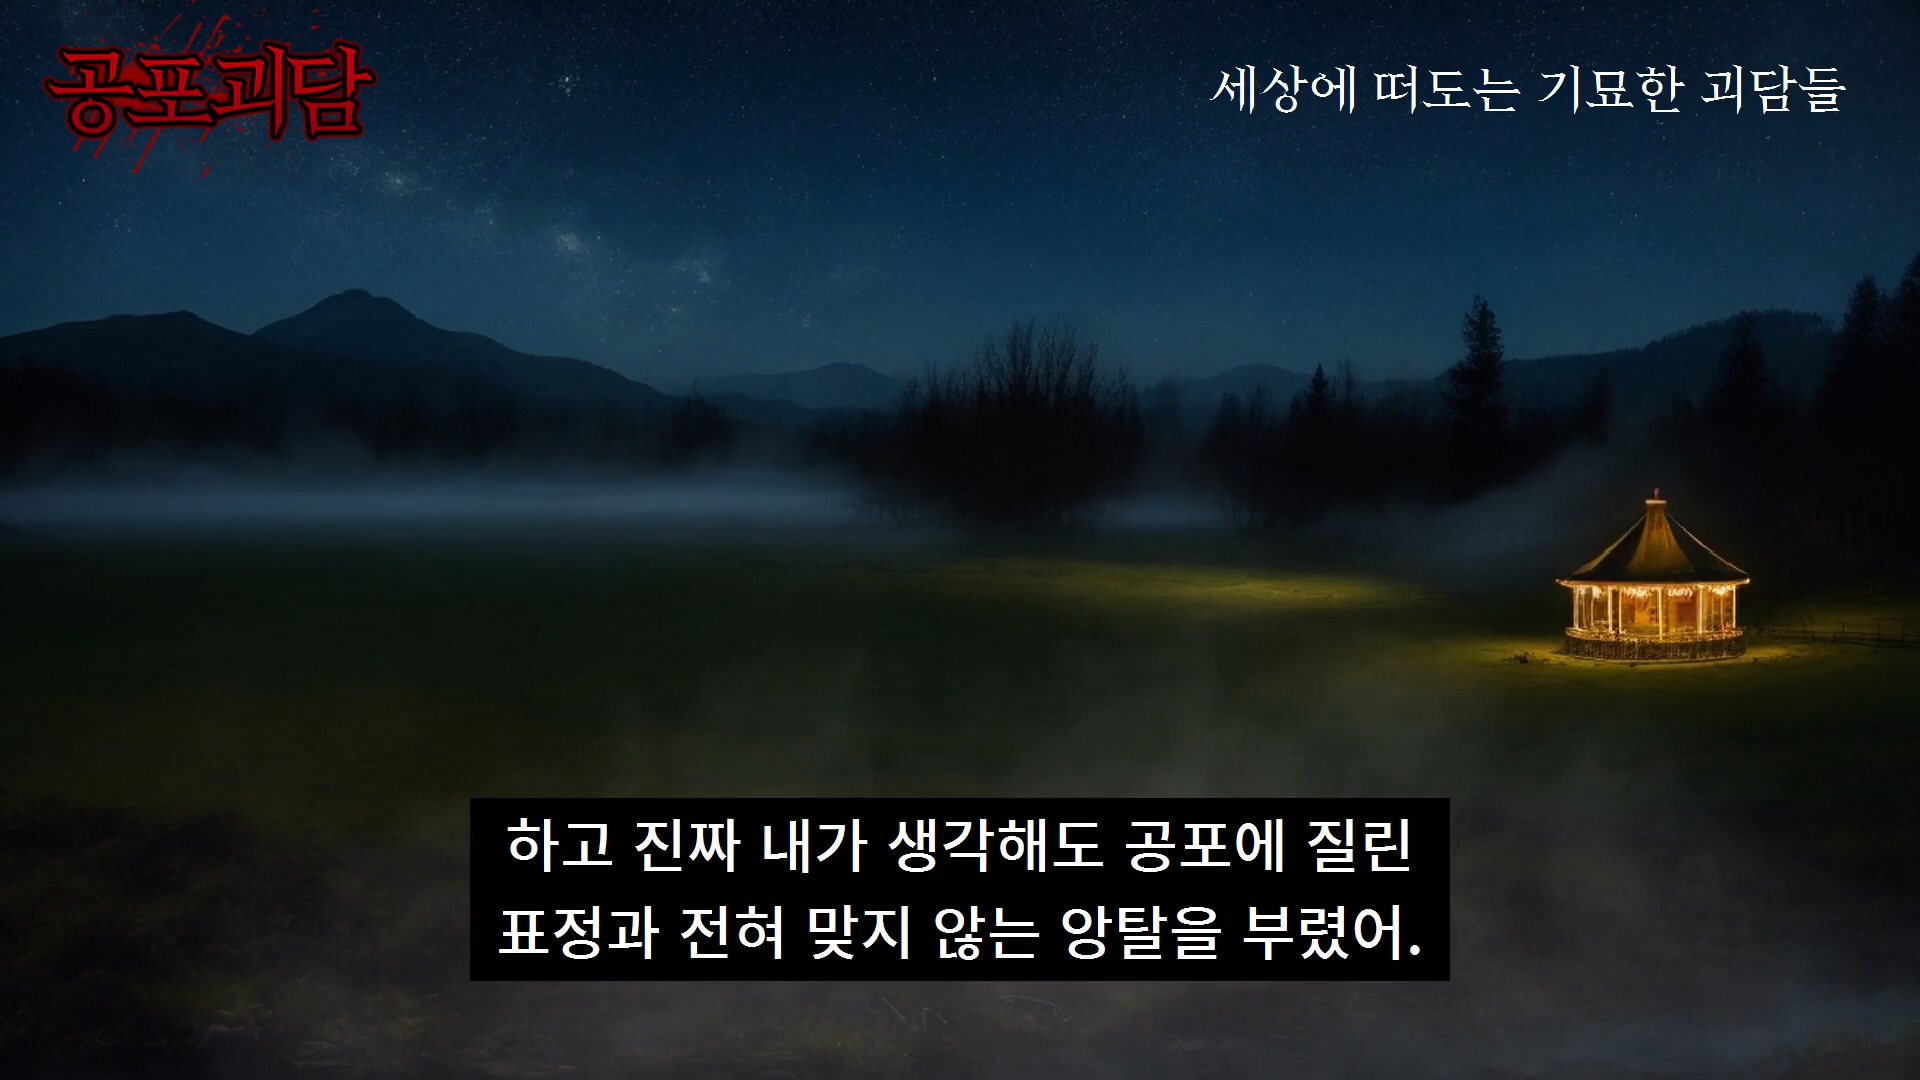 공포괴담
세상에 떠도는 기묘한 괴담들
하고 진짜 내가 생각해도 공포에 질린
표정과 전혀 맞지 않는 앙탈을 부렸어.